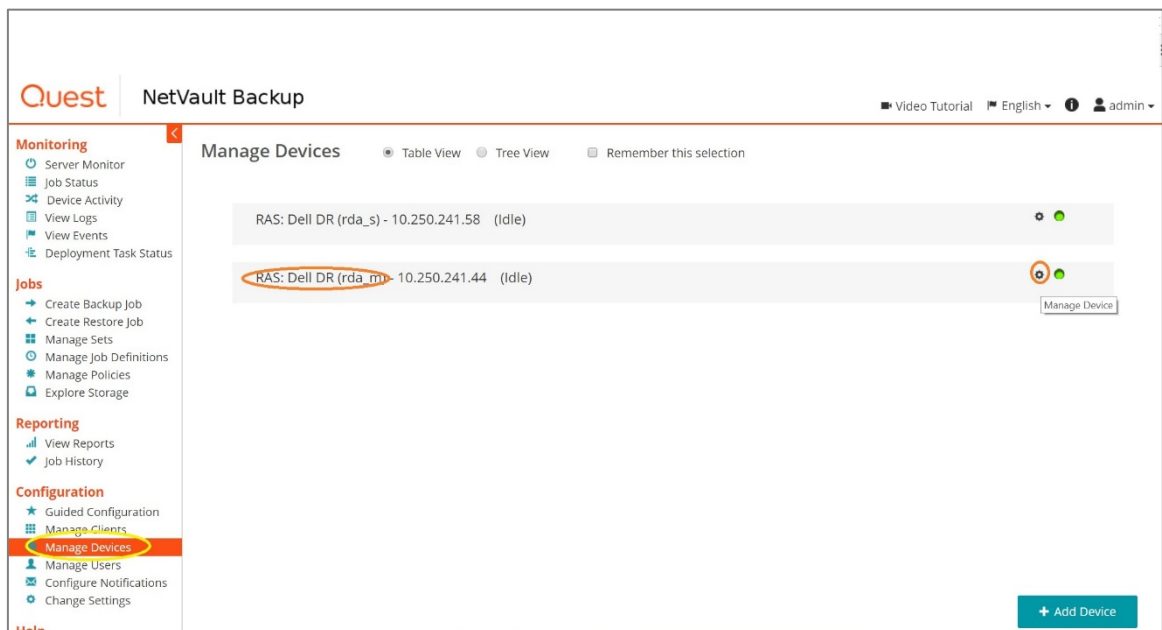 Quest NetVault Backup
Video Tutorial English admin
Monitoring
Server Monitor
Job Status
Device Activity
View Logs
View Events
Deployment Task Status
Jobs
Create Backup Job
Create Restore Job
Manage Sets
Manage Job Definitions
Manage Policies
Explore Storage
Reporting
View Reports
Job History
Configuration
Guided Configuration
Manage Clients
Manage Devices
Manage Users
Configure Notifications
Change Settings
Help
Manage Devices Table View Tree View Remember this selection
RAS: Dell DR (rda_s) - 10.250.241.58 (Idle)
RAS: Dell DR (rda_m) - 10.250.241.44 (Idle)
Manage Device
+ Add Device